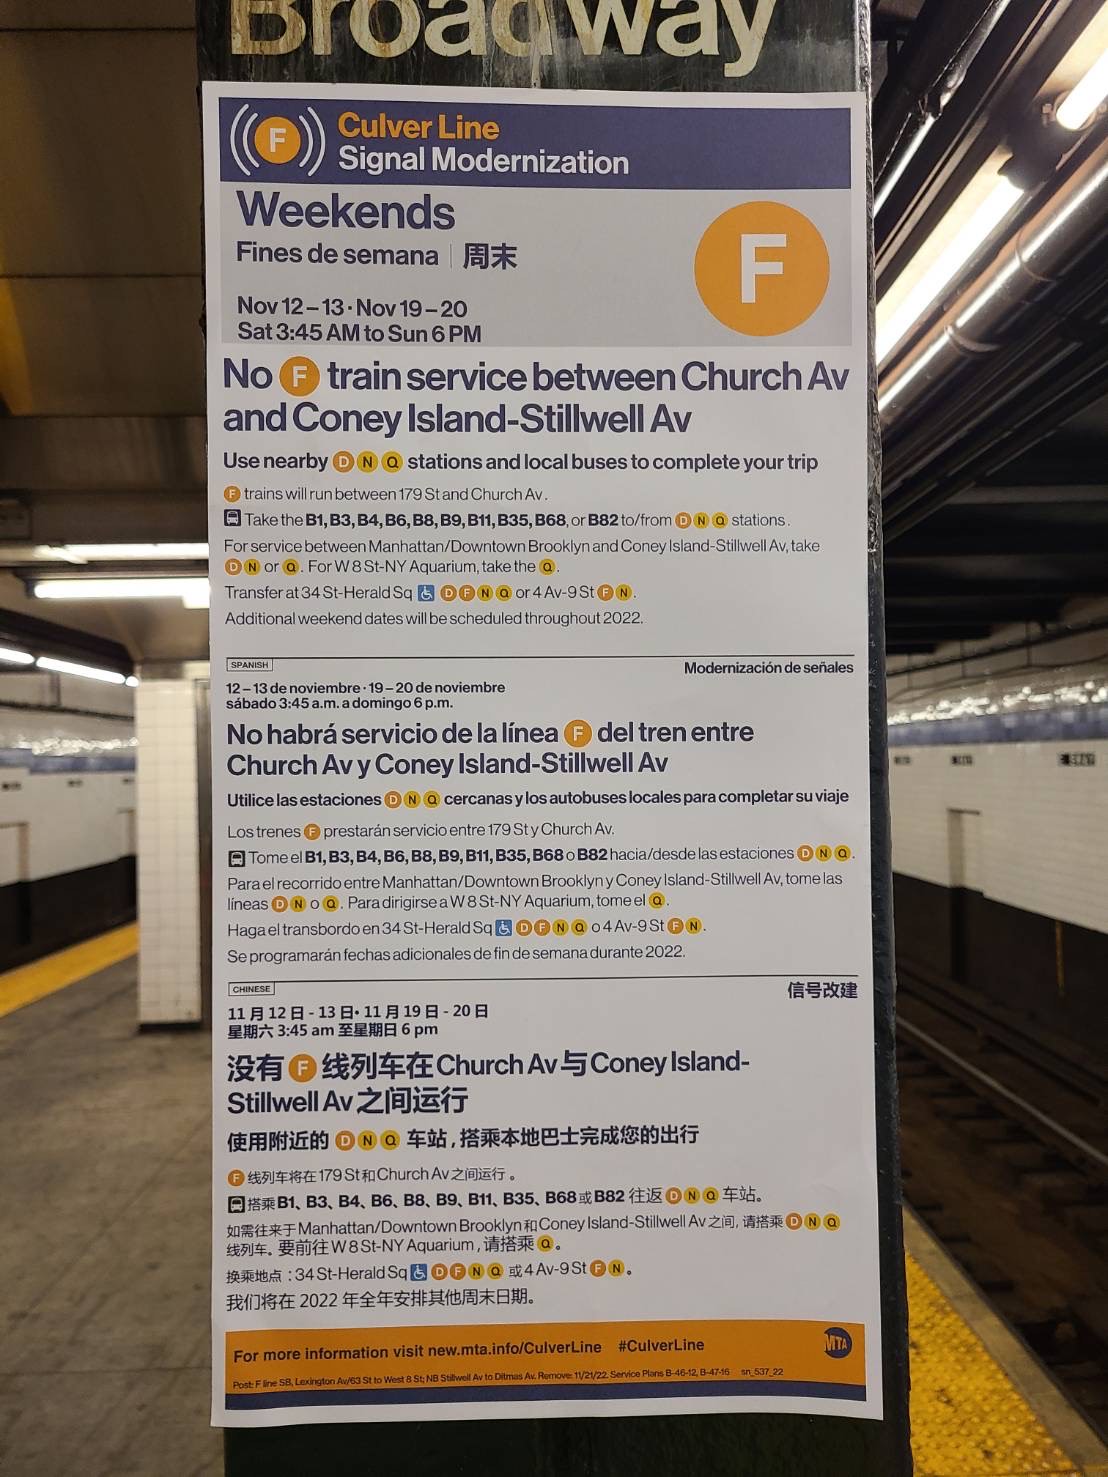 Broadway
F Culver Line
Signal Modernization
Weekends
Fines de semana | 周末
F
Nov 12 – 13 · Nov 19 – 20
Sat 3:45 AM to Sun 6 PM
No F train service between Church Av
and Coney Island-Stillwell Av
Use nearby D N Q stations and local buses to complete your trip
F trains will run between 179 St and Church Av.
Take the B1, B3, B4, B6, B8, B9, B11, B35, B68, or B82 to/from D N Q stations.
For service between Manhattan/Downtown Brooklyn and Coney Island-Stillwell Av, take
D N or Q. For W 8 St-NY Aquarium, take the Q.
Transfer at 34 St-Herald Sq D F N Q or 4 Av-9 St F N.
Additional weekend dates will be scheduled throughout 2022.
SPANISH
Modernización de señales
12 – 13 de noviembre · 19 – 20 de noviembre
sábado 3:45 a.m. a domingo 6 p.m.
No habrá servicio de la línea F del tren entre
Church Av y Coney Island-Stillwell Av
Utilice las estaciones D N Q cercanas y los autobuses locales para completar su viaje
Los trenes F prestarán servicio entre 179 St y Church Av.
Tome el B1, B3, B4, B6, B8, B9, B11, B35, B68 o B82 hacia/desde las estaciones D N Q.
Para el recorrido entre Manhattan/Downtown Brooklyn y Coney Island-Stillwell Av, tome las
líneas D N o Q. Para dirigirse a W 8 St-NY Aquarium, tome el Q.
Haga el transbordo en 34 St-Herald Sq D F N Q o 4 Av-9 St F N.
Se programarán fechas adicionales de fin de semana durante 2022.
CHINESE
信号改建
11 月 12 日 - 13 日· 11 月 19 日 - 20 日
星期六 3:45 am 至星期日 6 pm
没有 F 线列车在 Church Av 与 Coney Island-
Stillwell Av 之间运行
使用附近的 D N Q 车站，搭乘本地巴士完成您的出行
F 线列车将在 179 St 和 Church Av 之间运行。
搭乘 B1、B3、B4、B6、B8、B9、B11、B35、B68 或 B82 往返 D N Q 车站。
如需往来于 Manhattan/Downtown Brooklyn 和 Coney Island-Stillwell Av 之间，请搭乘 D N Q
线列车。要前往 W 8 St-NY Aquarium，请搭乘 Q。
换乘地点：34 St-Herald Sq D F N Q 或 4 Av-9 St F N。
我们将在 2022 年全年安排其他周末日期。
For more information visit new.mta.info/CulverLine #CulverLine
MTA
Post: F line SB, Lexington Av/63 St to West 8 St; NB Stillwell Av to Ditmas Av. Remove: 11/21/22. Service Plans B-46-12, B-47-16 sn_537_22